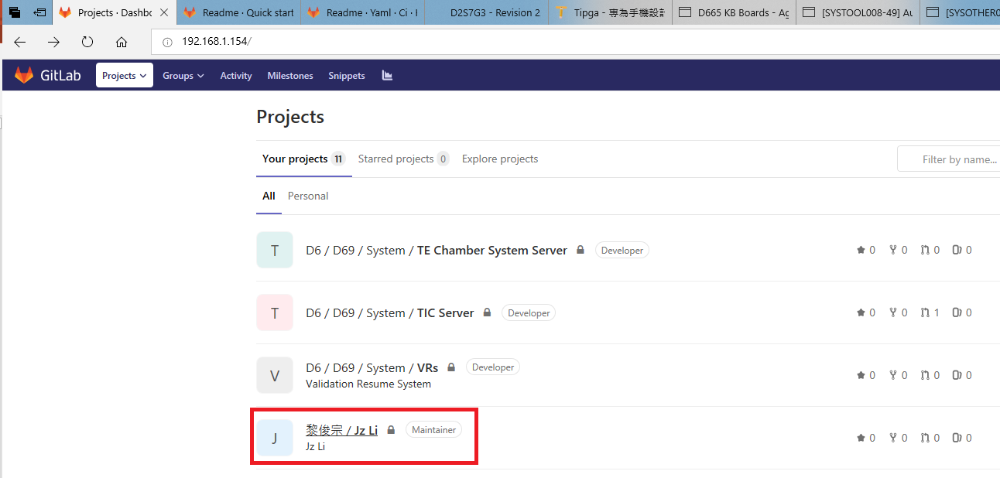 Projects · Dashbo
Readme · Quick start
Readme · Yaml · Ci ·
D2S7G3 - Revision 2
Tipga - 專為手機設計
D665 KB Boards - Ag
[SYSTOOL008-49] Au
[SYSOTHER0
192.168.1.154/
GitLab
Projects
Groups
Activity
Milestones
Snippets
Projects
Your projects 11
Starred projects 0
Explore projects
Filter by name...
All
Personal
T
D6 / D69 / System / TE Chamber System Server
Developer
0 0 0 0
T
D6 / D69 / System / TIC Server
Developer
0 0 1 0
V
D6 / D69 / System / VRs
Developer
Validation Resume System
0 0 0 0
J
黎俊宗 / Jz Li
Maintainer
Jz Li
0 0 0 0